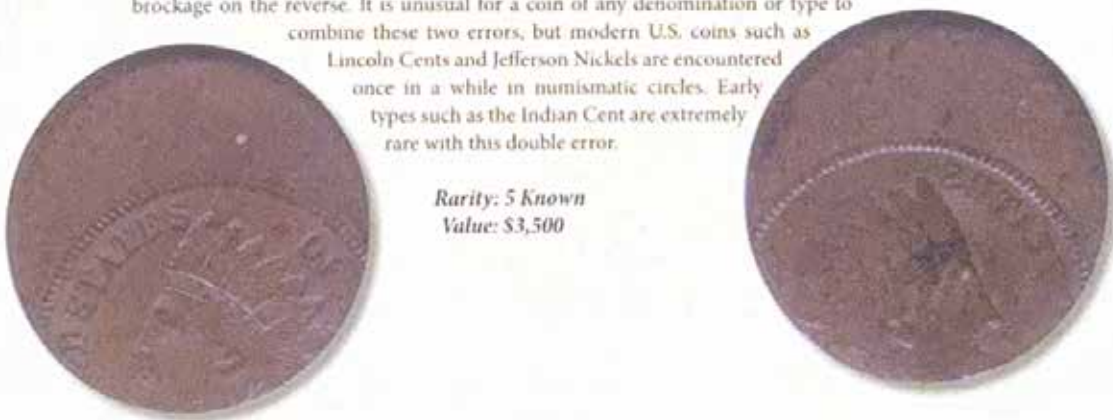 brockage on the reverse. It is unusual for a coin of any denomination or type to
combine these two errors, but modern U.S. coins such as
Lincoln Cents and Jefferson Nickels are encountered
once in a while in numismatic circles. Early
types such as the Indian Cent are extremely
rare with this double error.
Rarity: 5 Known
Value: $3,500
STATES OF